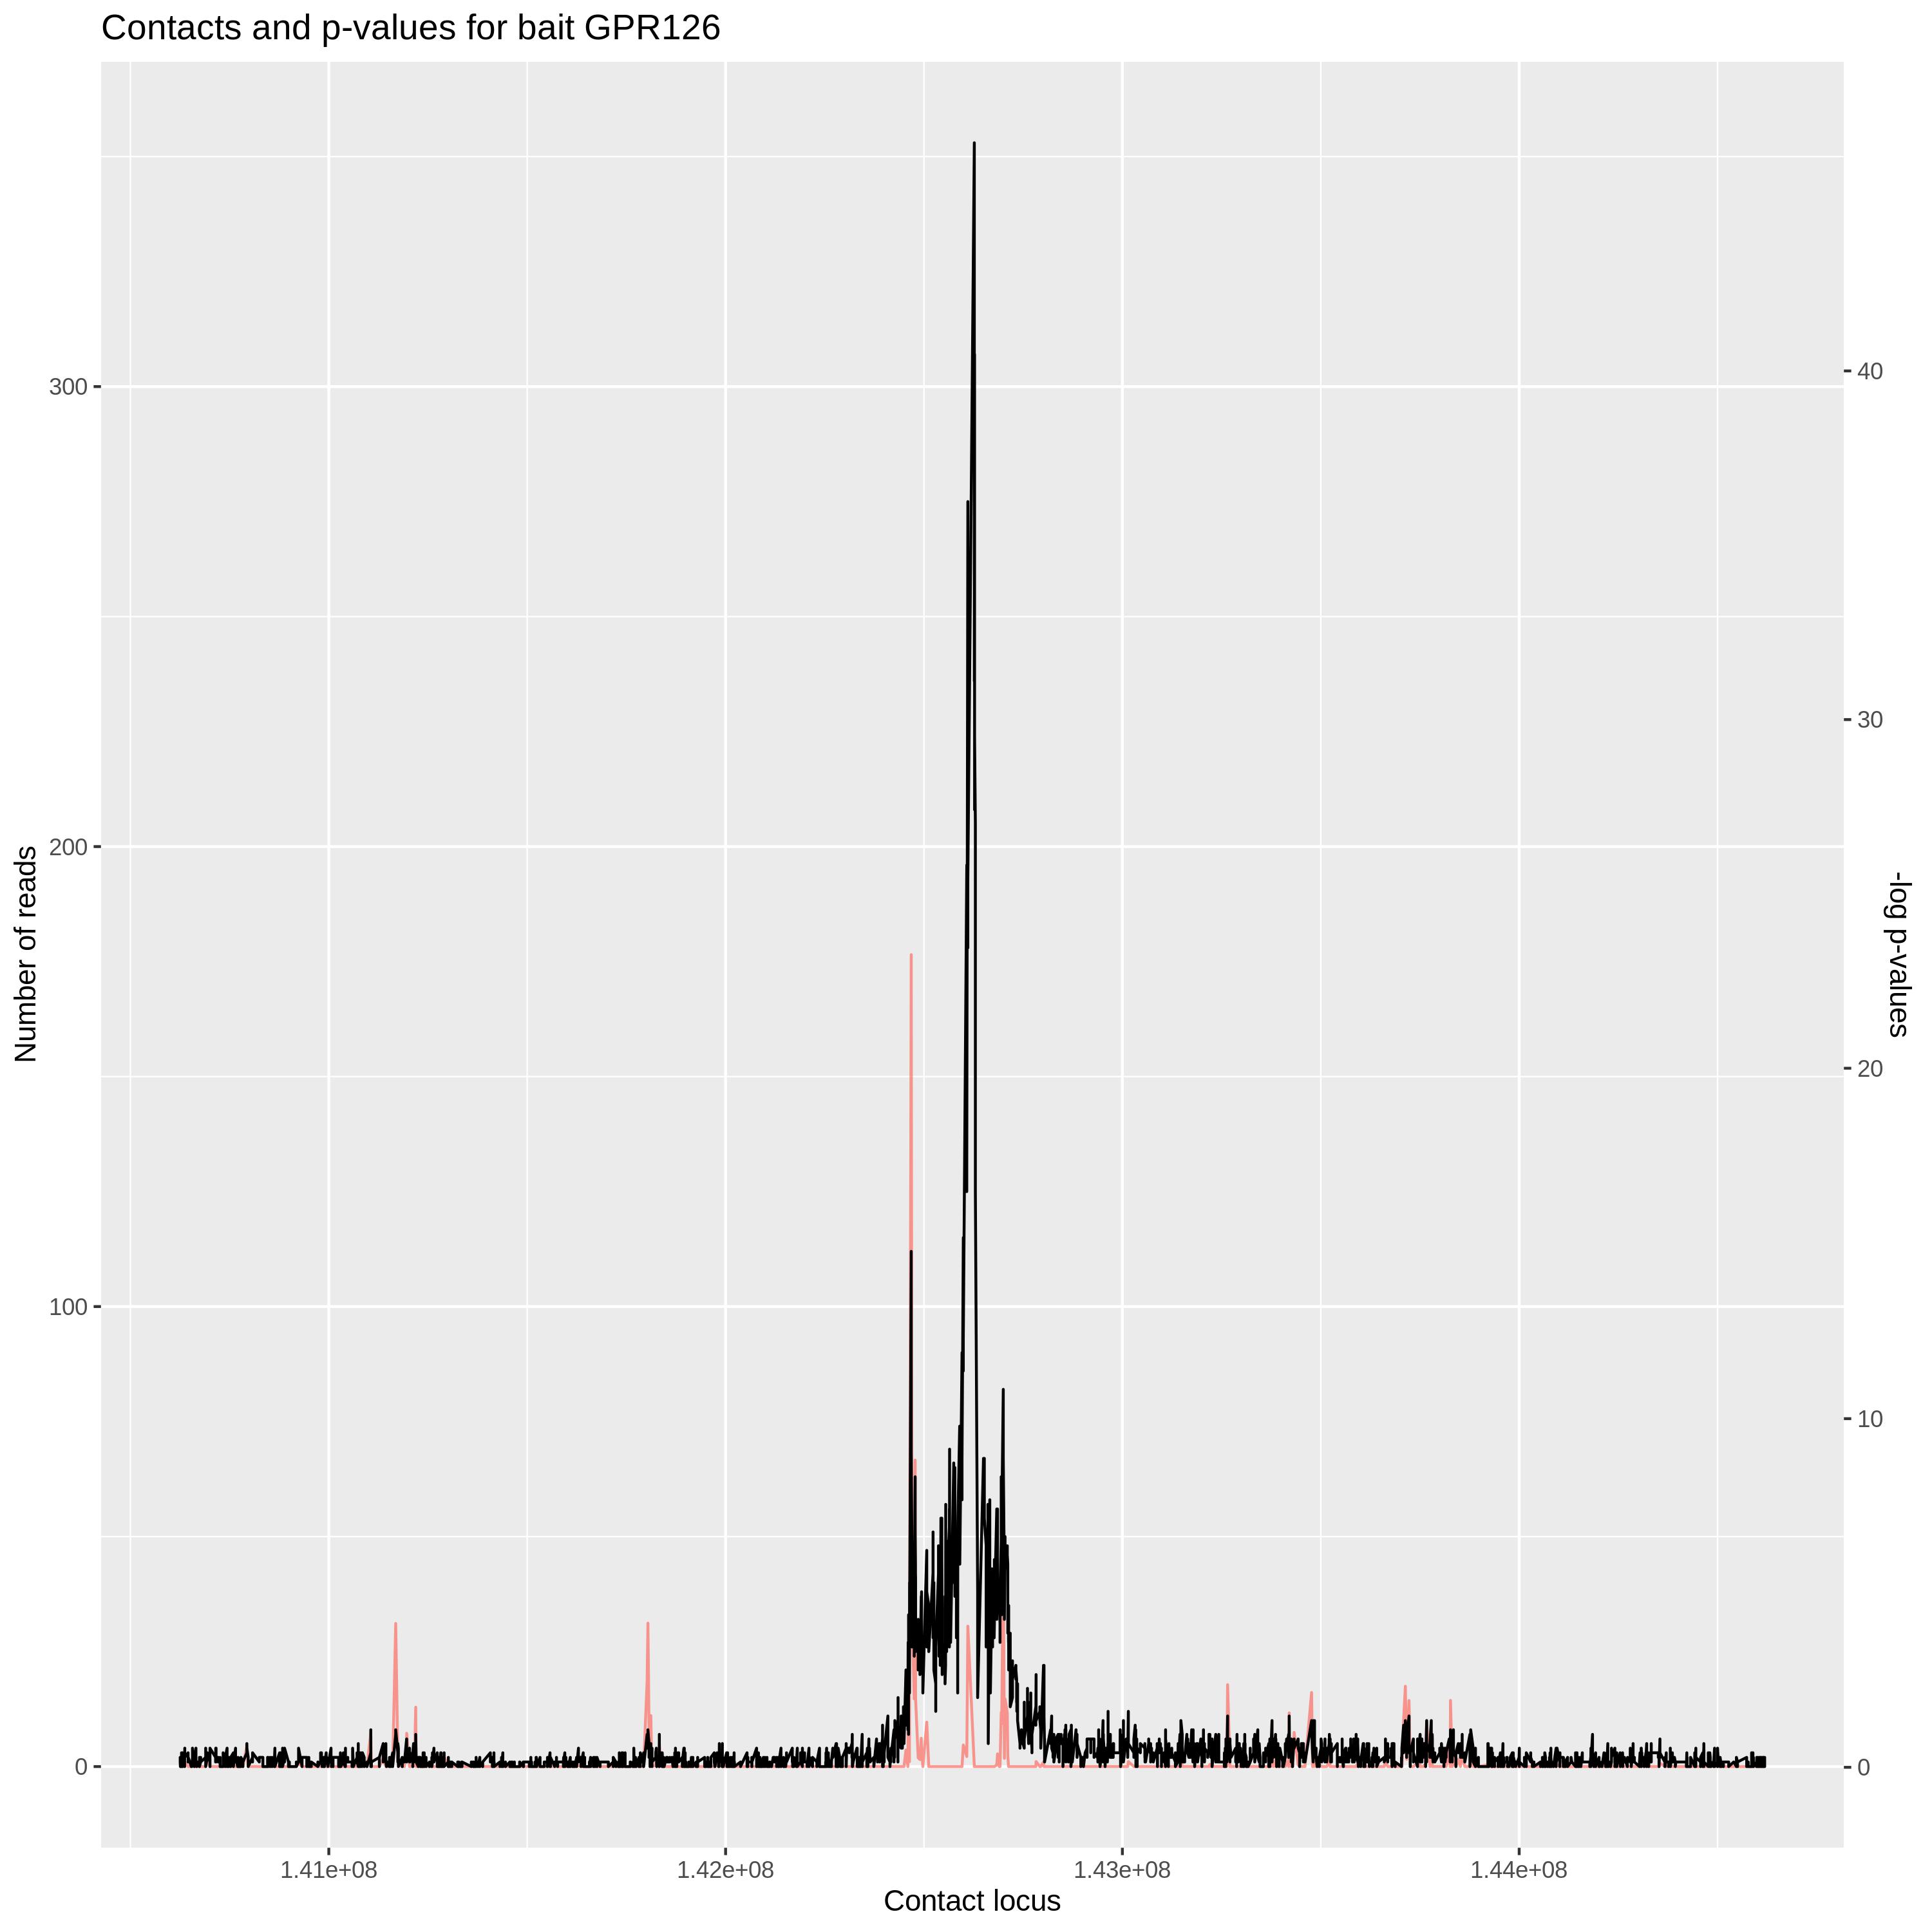 Contacts and p-values for bait GPR126
Number of reads
300
200
100
0
40
30
20
10
0
-log p-values
1.41e+08 1.42e+08 1.43e+08 1.44e+08
Contact locus